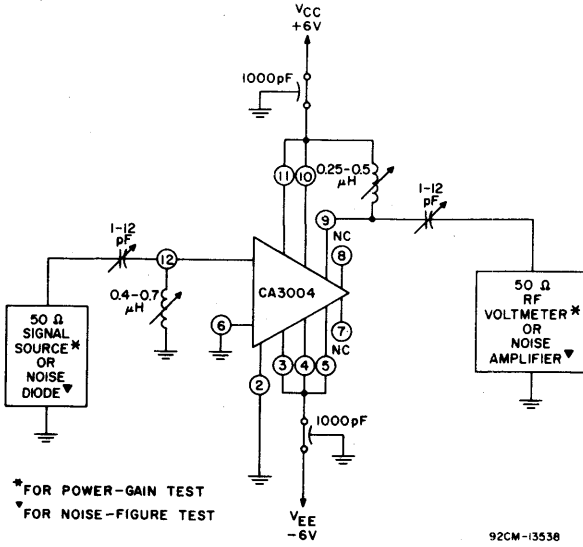 VCC
+6V
1000pF
11
10
0.25-0.5
μH
9
1-12
pF
NC
8
1-12
pF
12
CA3004
0.4-0.7
μH
6
7
NC
50 Ω
SIGNAL
SOURCE*
OR
NOISE
DIODE▼
50 Ω
RF
VOLTMETER*
OR
NOISE
AMPLIFIER▼
2
3
4
5
1000pF
*FOR POWER-GAIN TEST
▼FOR NOISE-FIGURE TEST
VEE
-6V
92CM-13538